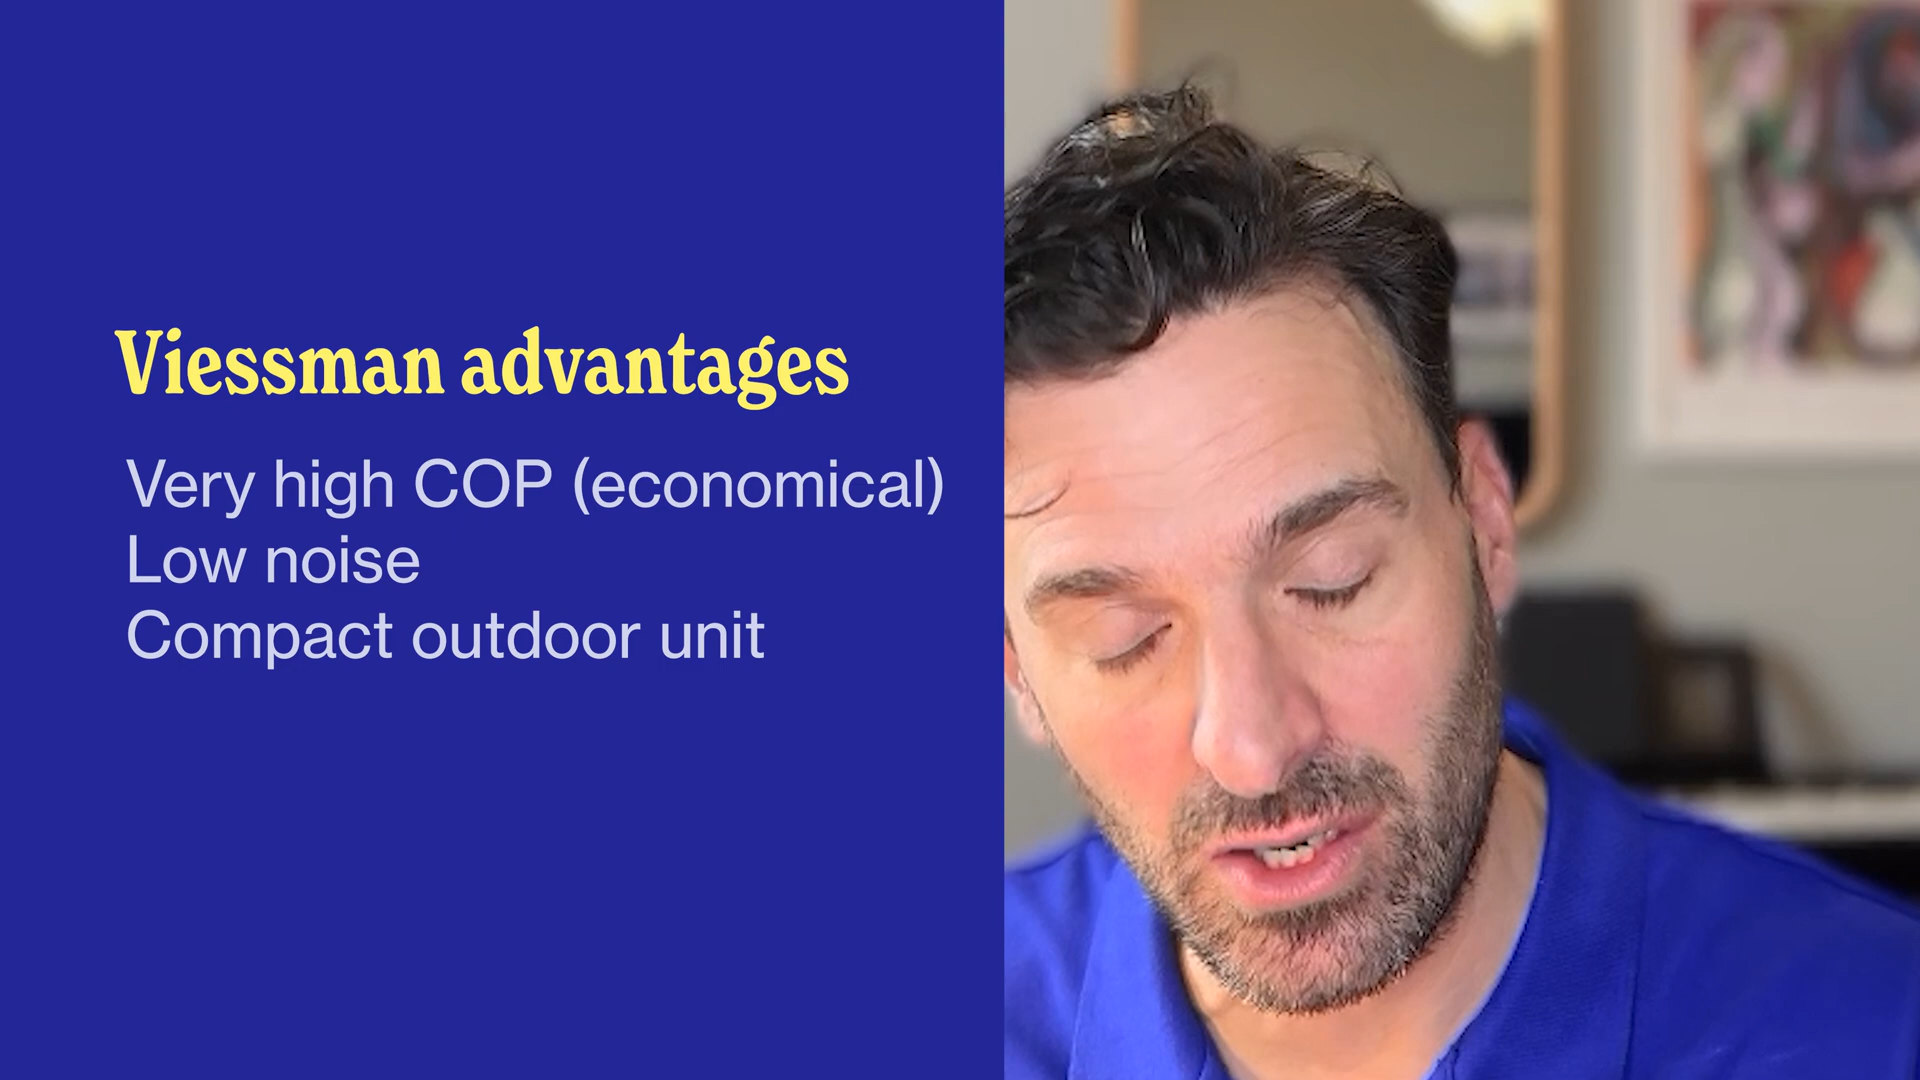 Viessman advantages
Very high COP (economical)
Low noise
Compact outdoor unit